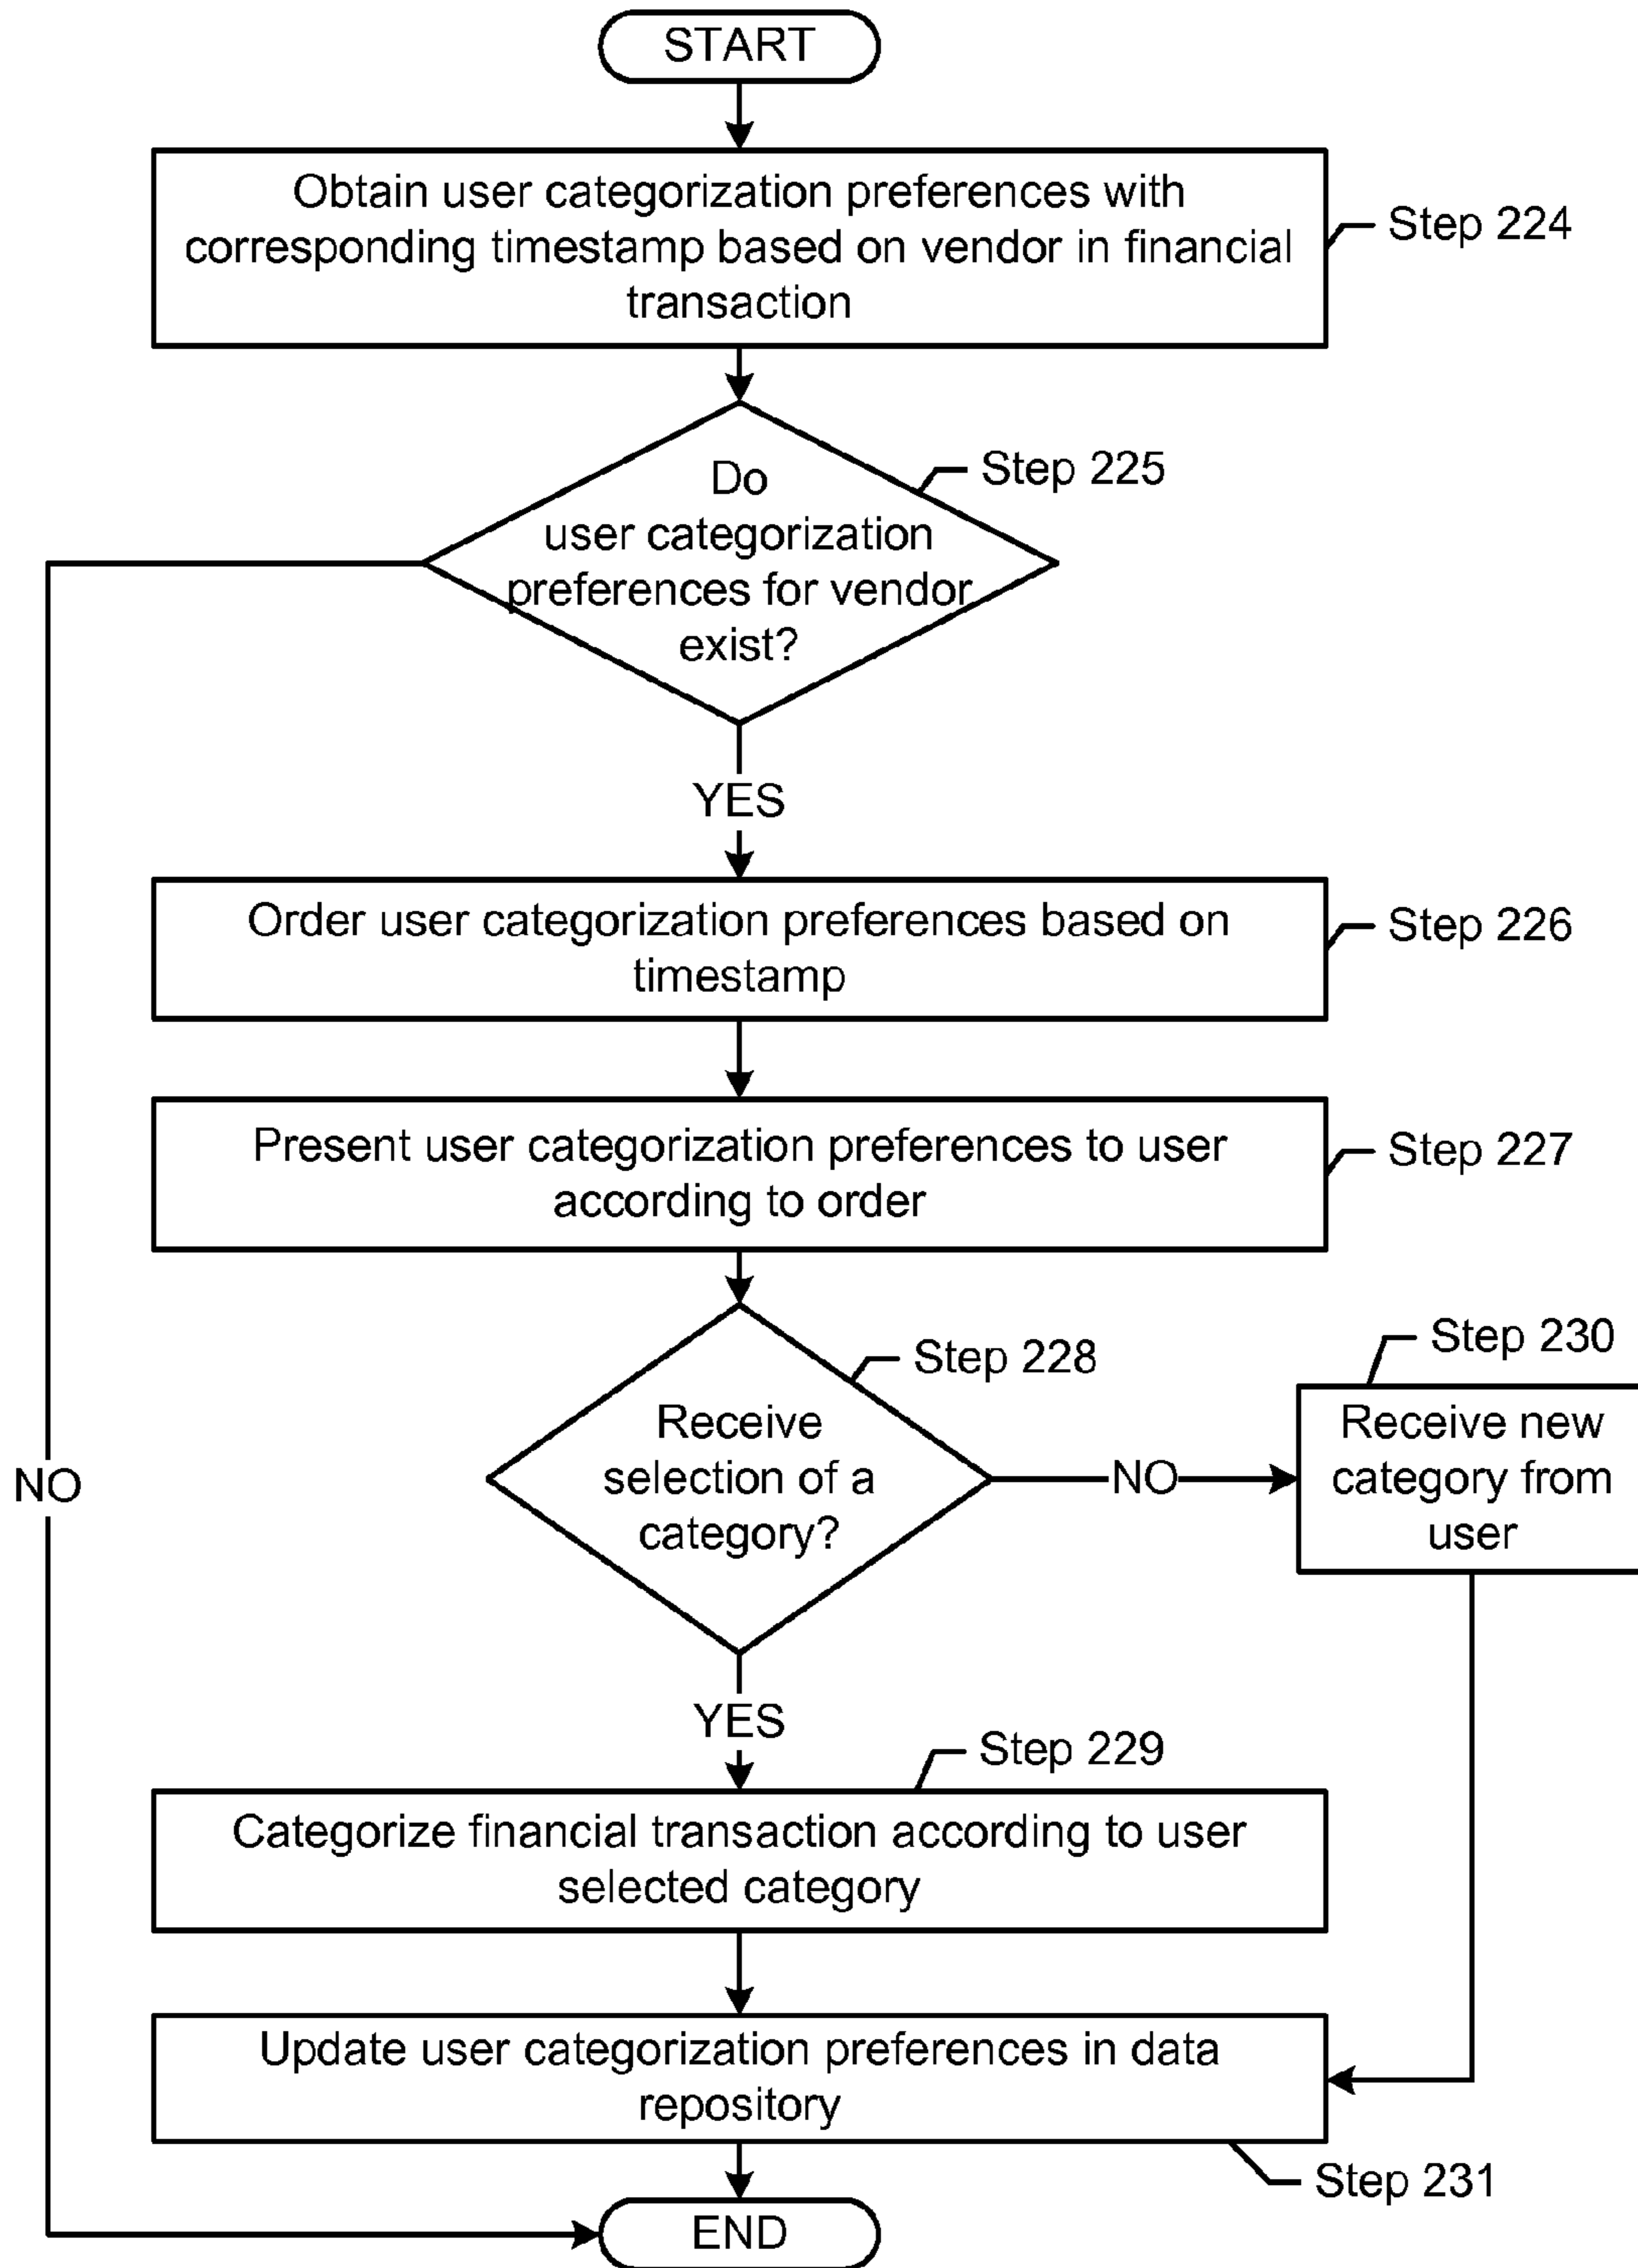 START
Obtain user categorization preferences with
corresponding timestamp based on vendor in financial
transaction
Step 224
Do
user categorization
preferences for vendor
exist?
Step 225
YES
NO
Order user categorization preferences based on
timestamp
Step 226
Present user categorization preferences to user
according to order
Step 227
Receive
selection of a
category?
Step 228
NO
Step 230
Receive new
category from
user
YES
Step 229
Categorize financial transaction according to user
selected category
Update user categorization preferences in data
repository
Step 231
END